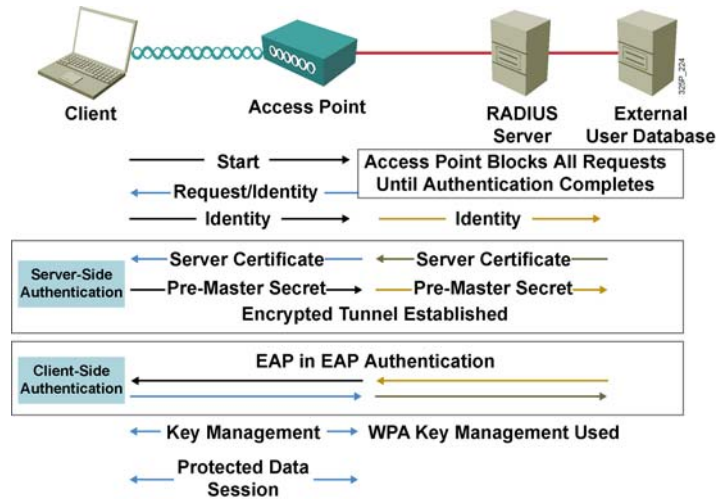 Client
Access Point
RADIUS
Server
External
User Database
325P_224
Start
Access Point Blocks All Requests
Until Authentication Completes
Request/Identity
Identity
Identity
Server-Side
Authentication
Server Certificate
Server Certificate
Pre-Master Secret
Pre-Master Secret
Encrypted Tunnel Established
Client-Side
Authentication
EAP in EAP Authentication
Key Management
WPA Key Management Used
Protected Data
Session